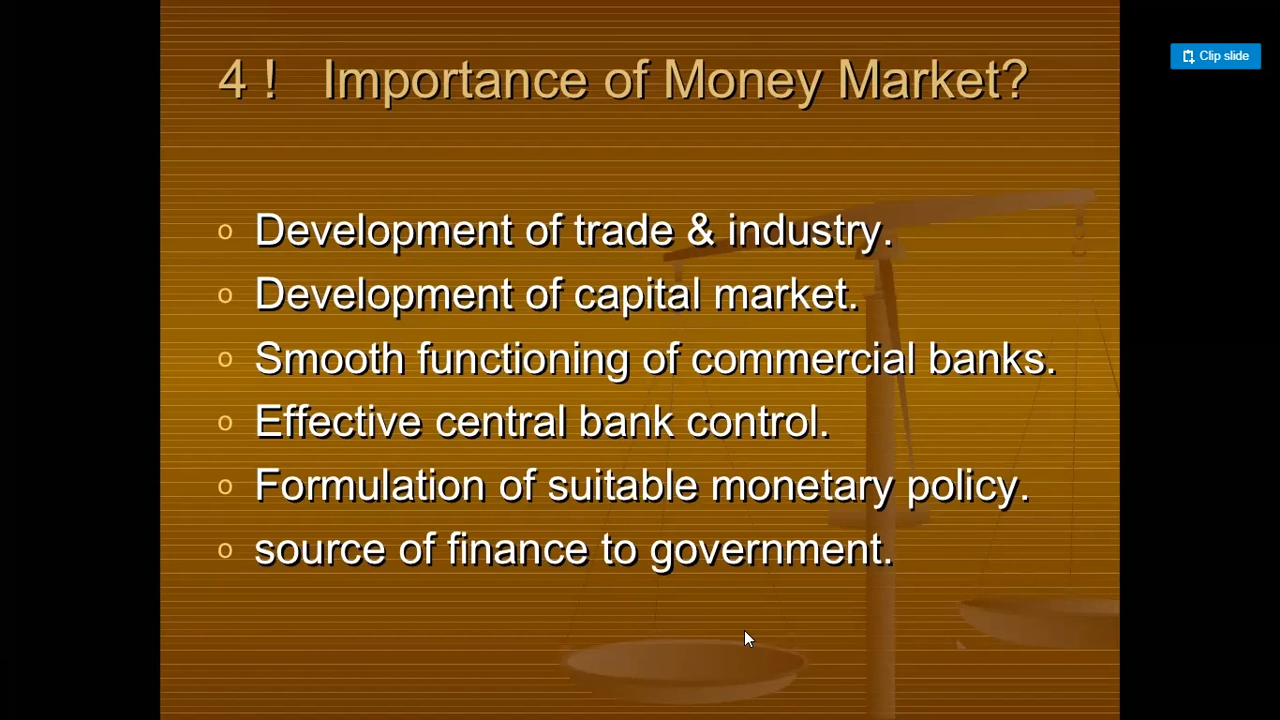 Clip slide
4 ! Importance of Money Market?
o Development of trade & industry.
o Development of capital market.
o Smooth functioning of commercial banks.
o Effective central bank control.
o Formulation of suitable monetary policy.
o source of finance to government.